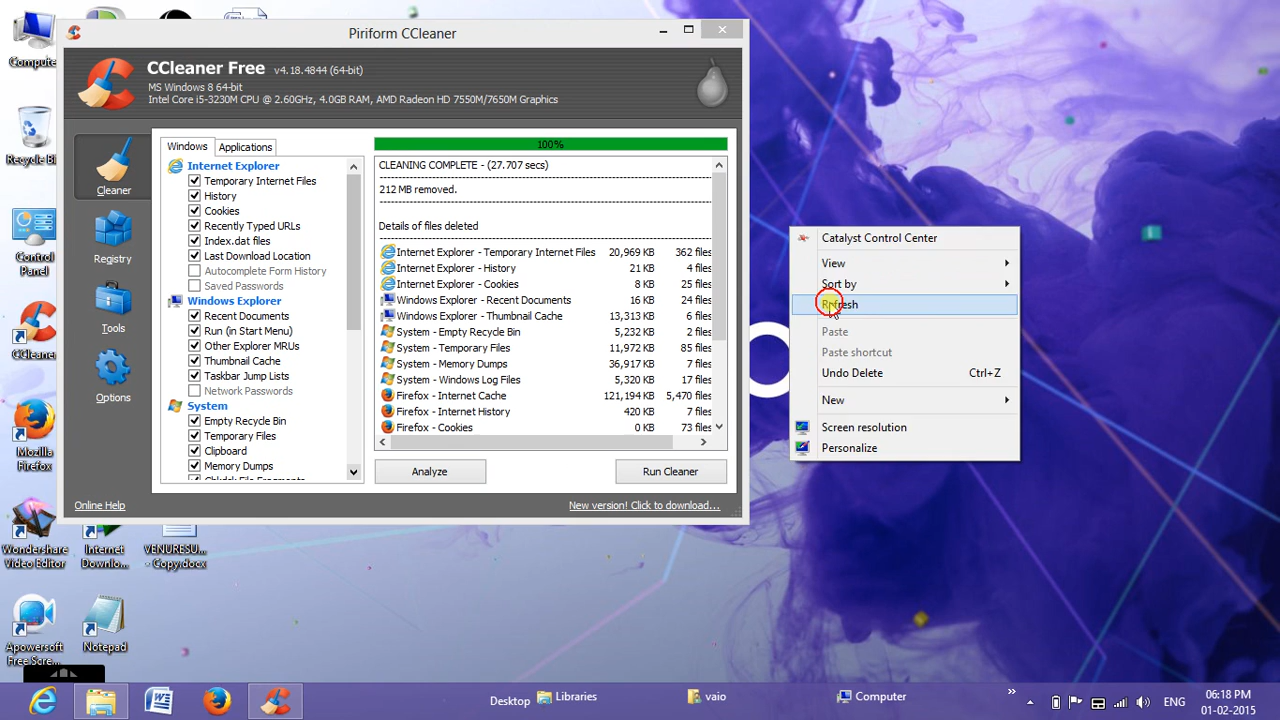 Piriform CCleaner
CCleaner Free v4.18.4844 (64-bit)
MS Windows 8 64-bit
Intel Core i5-3230M CPU @ 2.60GHz, 4.0GB RAM, AMD Radeon HD 7550M/7650M Graphics
Cleaner
Registry
Tools
Options
Windows
Applications
Internet Explorer
Temporary Internet Files
History
Cookies
Recently Typed URLs
Index.dat files
Last Download Location
Autocomplete Form History
Saved Passwords
Windows Explorer
Recent Documents
Run (in Start Menu)
Other Explorer MRUs
Thumbnail Cache
Taskbar Jump Lists
Network Passwords
System
Empty Recycle Bin
Temporary Files
Clipboard
Memory Dumps
100%
CLEANING COMPLETE - (27.707 secs)
212 MB removed.
Details of files deleted
Internet Explorer - Temporary Internet Files 20,969 KB 362 files
Internet Explorer - History 21 KB 4 files
Internet Explorer - Cookies 8 KB 25 files
Windows Explorer - Recent Documents 16 KB 24 files
Windows Explorer - Thumbnail Cache 13,313 KB 6 files
System - Empty Recycle Bin 5,232 KB 2 files
System - Temporary Files 11,972 KB 85 files
System - Memory Dumps 36,917 KB 7 files
System - Windows Log Files 5,320 KB 17 files
Firefox - Internet Cache 121,194 KB 5,470 files
Firefox - Internet History 420 KB 7 files
Firefox - Cookies 0 KB 73 files
Analyze
Run Cleaner
Online Help
New version! Click to download...
Catalyst Control Center
View
Sort by
Refresh
Paste
Paste shortcut
Undo Delete Ctrl+Z
New
Screen resolution
Personalize
Compute
Recycle Bi
Control
Panel
CCleaner
Mozilla
Firefox
Wondershare
Video Editor
Internet
Downlo...
VENURESU...
- Copy.docx
Apowersoft
Free Scre...
Notepad
Desktop
Libraries
vaio
Computer
»
ENG
06:18 PM
01-02-2015